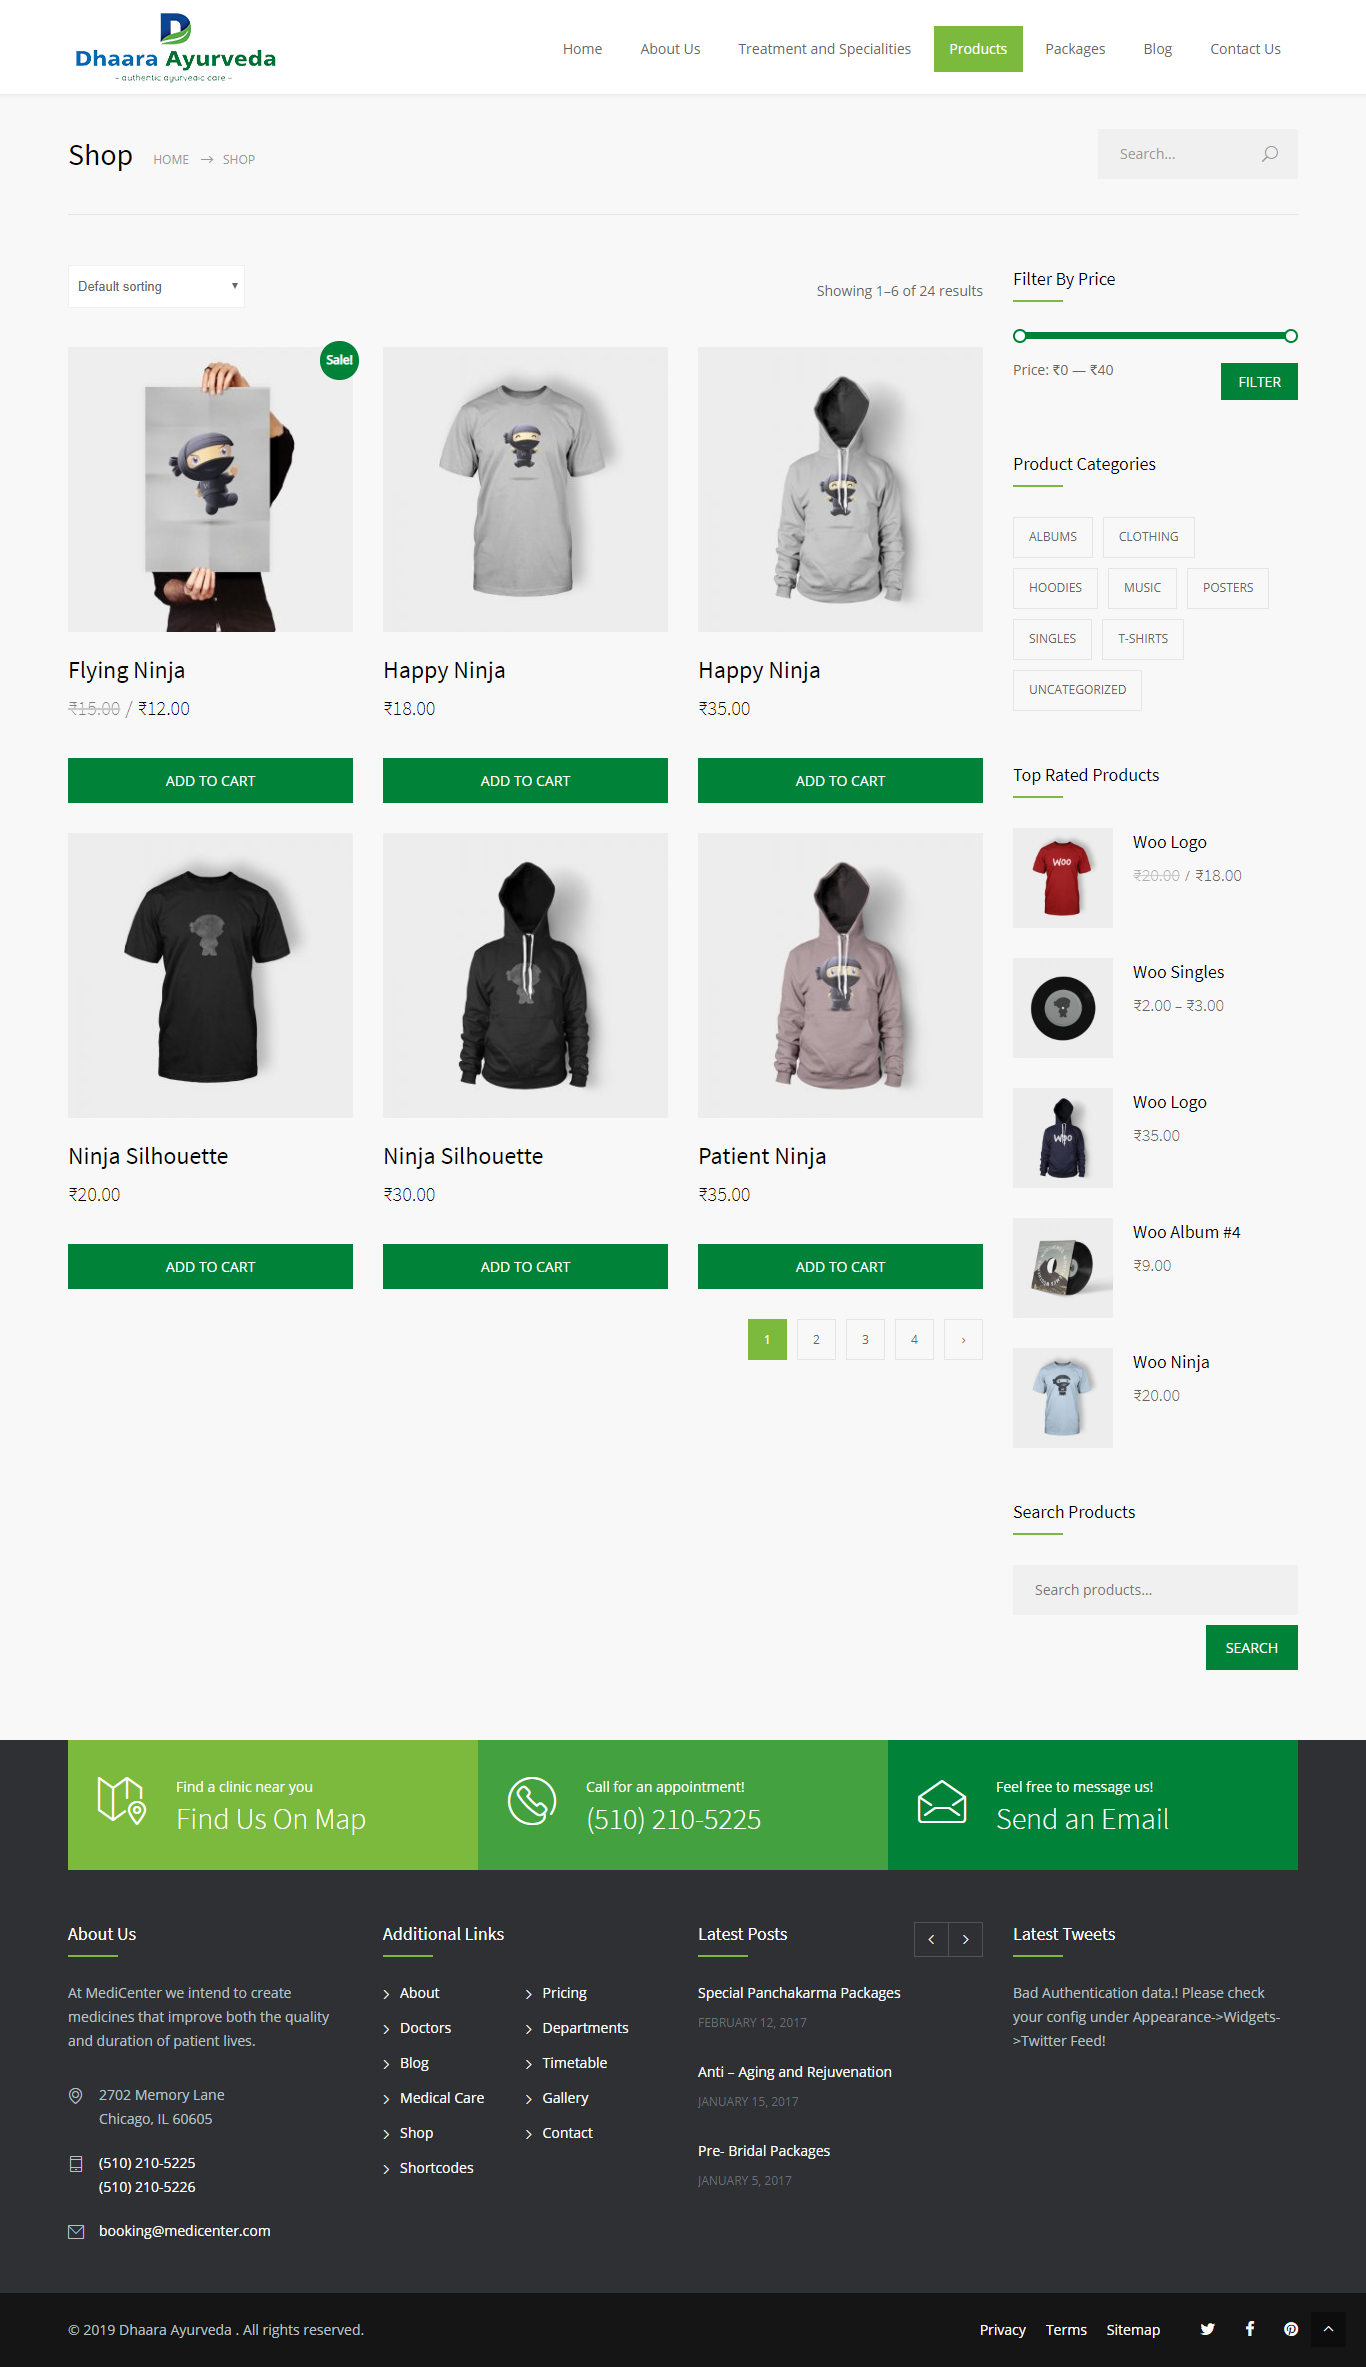 Dhaara Ayurveda
- authentic ayurvedic care -
Home
About Us
Treatment and Specialities
Products
Packages
Blog
Contact Us
Shop
HOME → SHOP
Search...
Default sorting
Showing 1–6 of 24 results
Sale!
Flying Ninja
₹15.00 / ₹12.00
ADD TO CART
Happy Ninja
₹18.00
ADD TO CART
Happy Ninja
₹35.00
ADD TO CART
Ninja Silhouette
₹20.00
ADD TO CART
Ninja Silhouette
₹30.00
ADD TO CART
Patient Ninja
₹35.00
ADD TO CART
1
2
3
4
›
Filter By Price
Price: ₹0 — ₹40
FILTER
Product Categories
ALBUMS
CLOTHING
HOODIES
MUSIC
POSTERS
SINGLES
T-SHIRTS
UNCATEGORIZED
Top Rated Products
WOO
Woo Logo
₹20.00 / ₹18.00
Woo Singles
₹2.00 – ₹3.00
WOO
Woo Logo
₹35.00
Woo Album #4
₹9.00
Woo Ninja
₹20.00
Search Products
Search products…
SEARCH
Find a clinic near you
Find Us On Map
Call for an appointment!
(510) 210-5225
Feel free to message us!
Send an Email
About Us
At MediCenter we intend to create
medicines that improve both the quality
and duration of patient lives.
2702 Memory Lane
Chicago, IL 60605
(510) 210-5225
(510) 210-5226
booking@medicenter.com
Additional Links
About
Doctors
Blog
Medical Care
Shop
Shortcodes
Pricing
Departments
Timetable
Gallery
Contact
Latest Posts
Special Panchakarma Packages
FEBRUARY 12, 2017
Anti – Aging and Rejuvenation
JANUARY 15, 2017
Pre- Bridal Packages
JANUARY 5, 2017
Latest Tweets
Bad Authentication data.! Please check
your config under Appearance->Widgets-
>Twitter Feed!
© 2019 Dhaara Ayurveda . All rights reserved.
Privacy
Terms
Sitemap